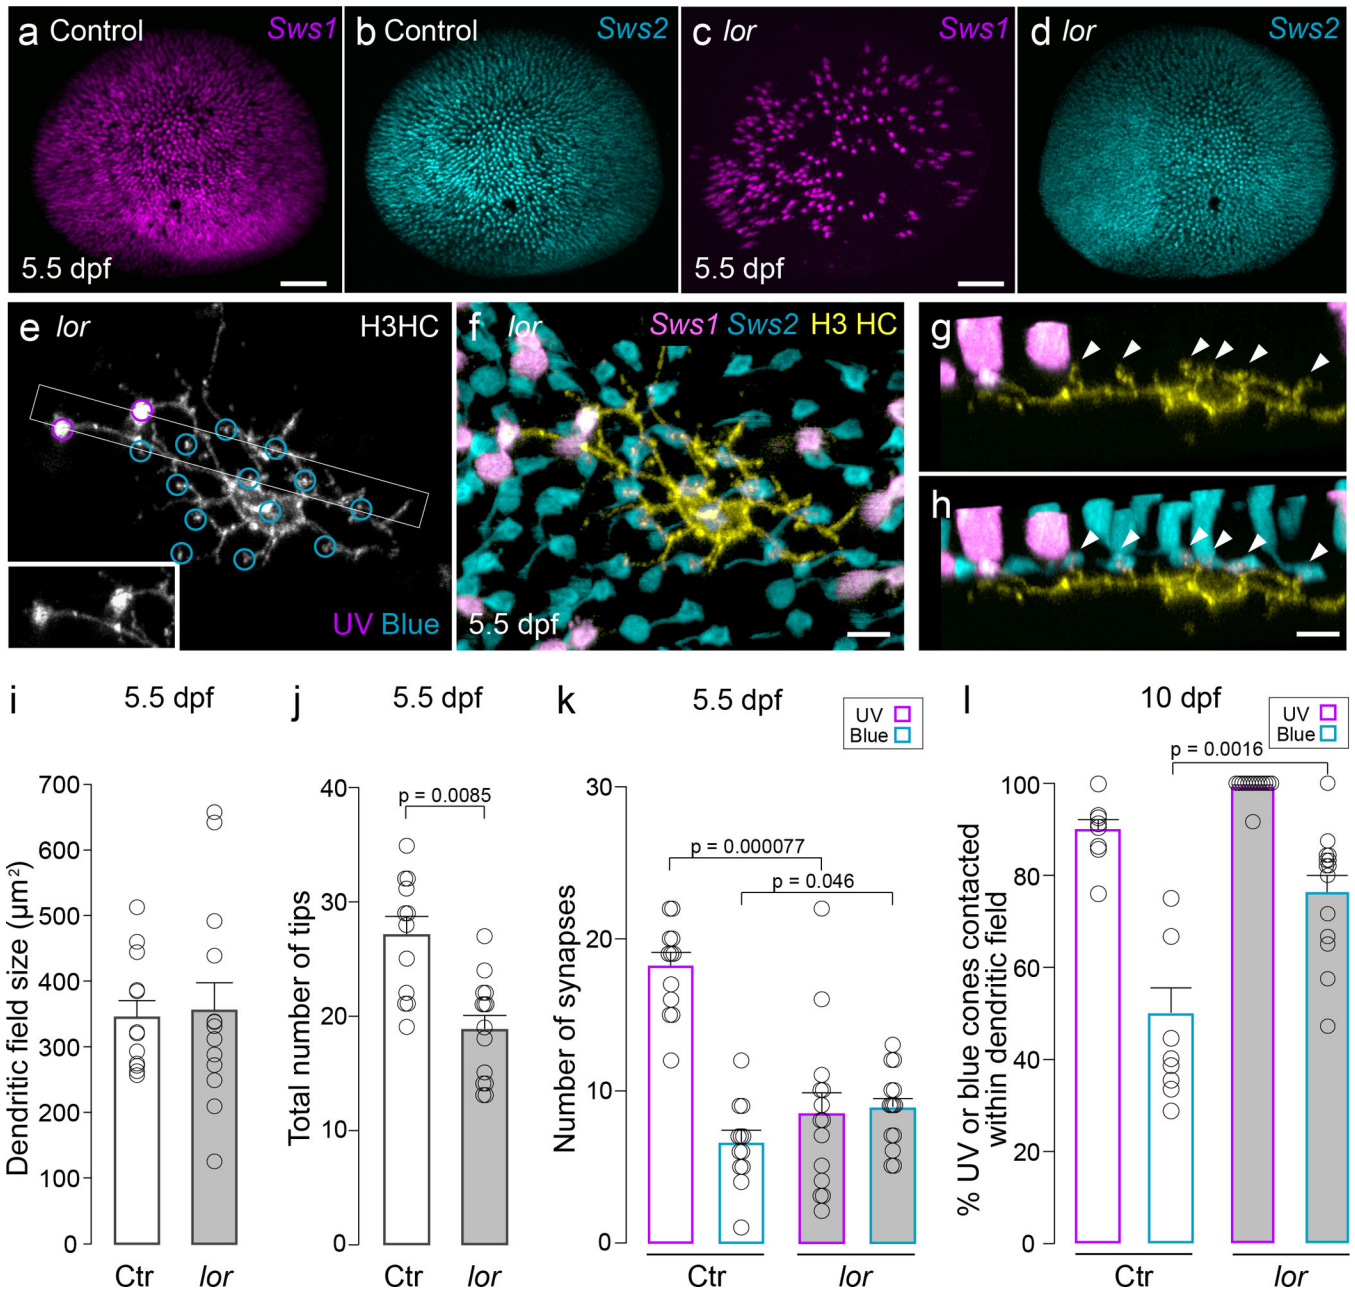 a Control Sws1
5.5 dpf
b Control Sws2
c lor Sws1
5.5 dpf
d lor Sws2
e lor H3HC
UV Blue
f lor Sws1 Sws2 H3 HC
5.5 dpf
g
h
i 5.5 dpf
Dendritic field size (µm²)
700
600
500
400
300
200
100
0
Ctr lor
j 5.5 dpf
Total number of tips
40
30
20
10
0
p = 0.0085
Ctr lor
k 5.5 dpf
UV
Blue
Number of synapses
30
20
10
0
p = 0.000077
p = 0.046
Ctr lor
l 10 dpf
UV
Blue
% UV or blue cones contacted
within dendritic field
100
80
60
40
20
0
p = 0.0016
Ctr lor